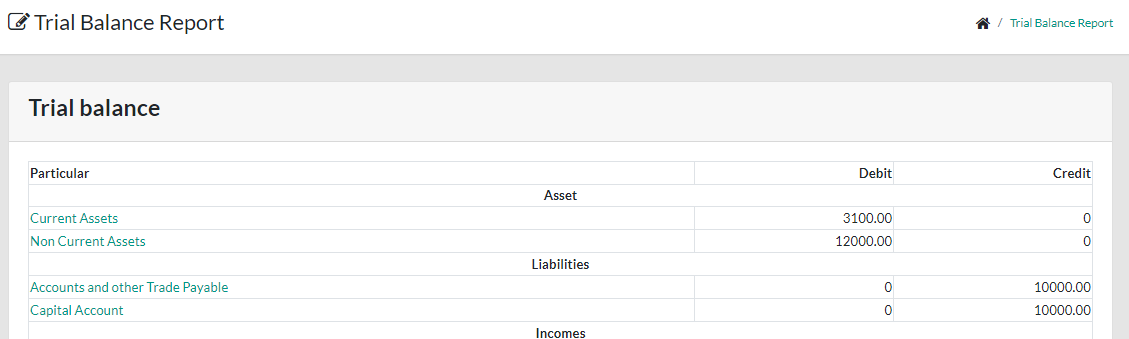 Trial Balance Report
/ Trial Balance Report
Trial balance
Particular Debit Credit
Asset
Current Assets 3100.00 0
Non Current Assets 12000.00 0
Liabilities
Accounts and other Trade Payable 0 10000.00
Capital Account 0 10000.00
Incomes